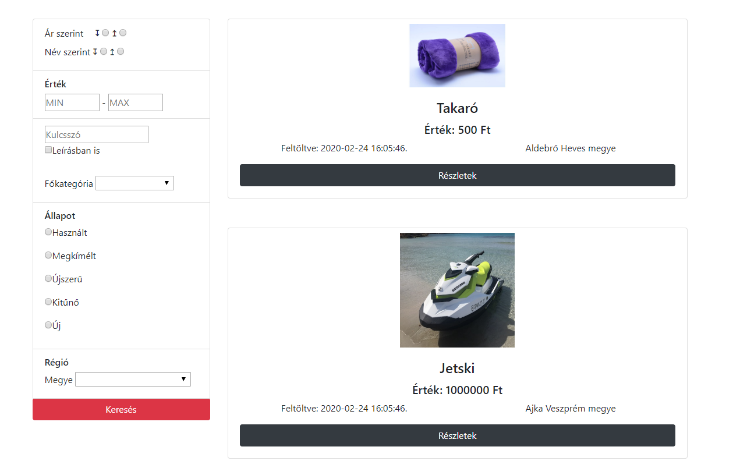 Ár szerint ↧ ↥
Név szerint ↧ ↥
Érték
MIN - MAX
Kulcsszó
Leírásban is
Főkategória
Állapot
Használt
Megkímélt
Újszerű
Kitűnő
Új
Régió
Megye
Keresés
Takaró
Érték: 500 Ft
Feltöltve: 2020-02-24 16:05:46. Aldebrő Heves megye
Részletek
Jetski
Érték: 1000000 Ft
Feltöltve: 2020-02-24 16:05:46. Ajka Veszprém megye
Részletek